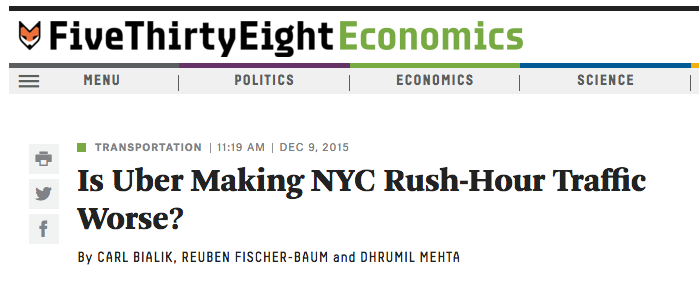 FiveThirtyEight Economics
MENU | POLITICS | ECONOMICS | SCIENCE |
TRANSPORTATION | 11:19 AM | DEC 9, 2015
Is Uber Making NYC Rush-Hour Traffic
Worse?
By CARL BIALIK, REUBEN FISCHER-BAUM and DHRUMIL MEHTA